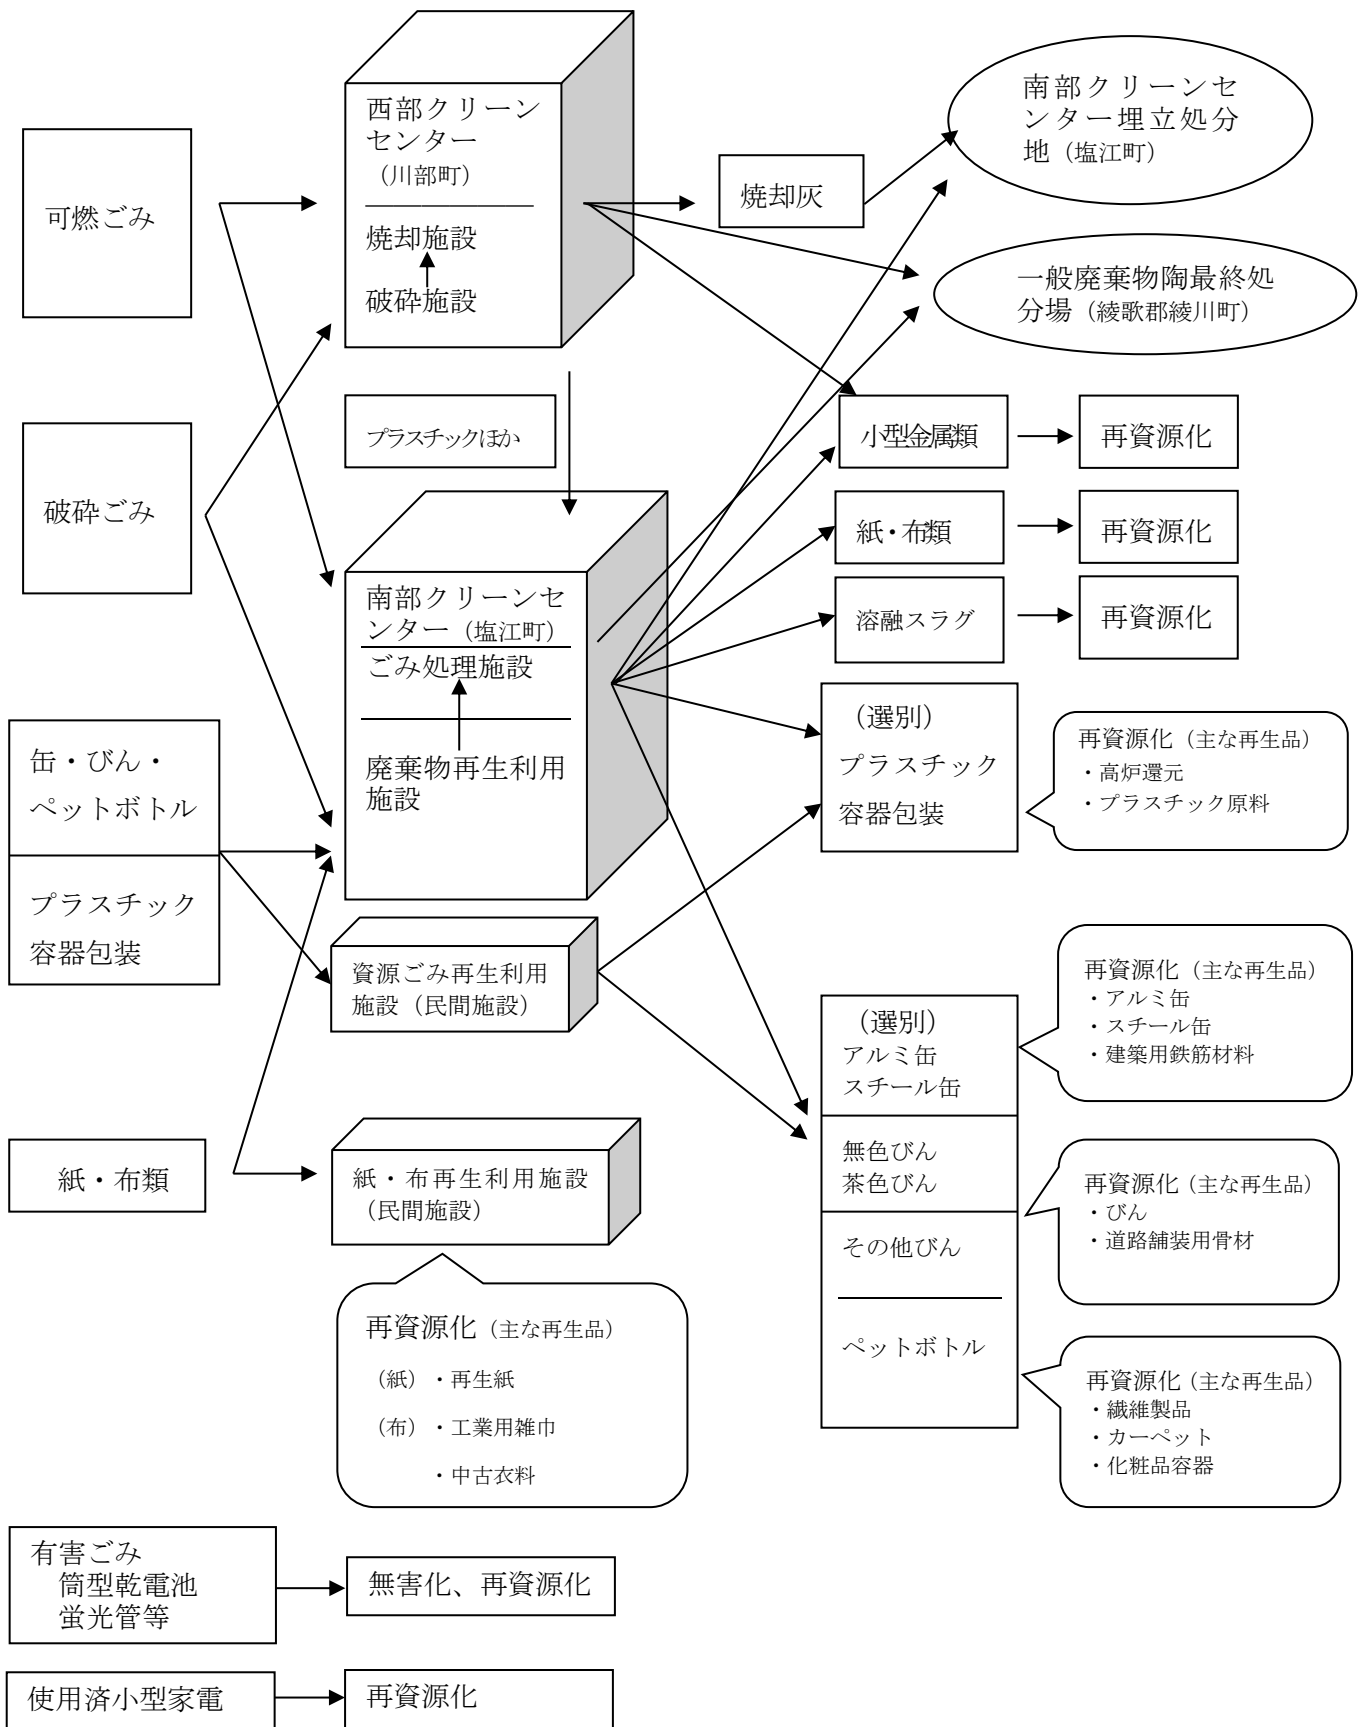 可燃ごみ
破砕ごみ
缶・びん・
ペットボトル
プラスチック
容器包装
紙・布類
西部クリーン
センター
（川部町）
焼却施設
破砕施設
プラスチックほか
南部クリーンセ
ンター（塩江町）
ごみ処理施設
廃棄物再生利用
施設
資源ごみ再生利用
施設（民間施設）
紙・布再生利用施設
（民間施設）
再資源化（主な再生品）
（紙）・再生紙
（布）・工業用雑巾
・中古衣料
焼却灰
南部クリーンセ
ンター埋立処分
地（塩江町）
一般廃棄物陶最終処
分場（綾歌郡綾川町）
小型金属類
再資源化
紙・布類
再資源化
溶融スラグ
再資源化
（選別）
プラスチック
容器包装
再資源化（主な再生品）
・高炉還元
・プラスチック原料
（選別）
アルミ缶
スチール缶
無色びん
茶色びん
その他びん
ペットボトル
再資源化（主な再生品）
・アルミ缶
・スチール缶
・建築用鉄筋材料
再資源化（主な再生品）
・びん
・道路舗装用骨材
再資源化（主な再生品）
・繊維製品
・カーペット
・化粧品容器
有害ごみ
筒型乾電池
蛍光管等
無害化、再資源化
使用済小型家電
再資源化